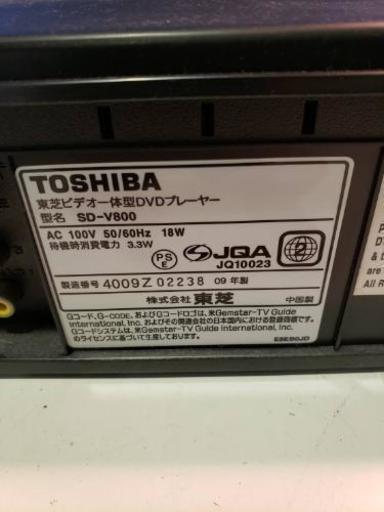 TOSHIBA
東芝ビデオ一体型DVDプレーヤー
型名 SD-V800
AC 100V 50/60Hz 18W
待機時消費電力 3.3W
PS E
JQA
JQ10023
製造番号 4009Z02238 09年製
株式会社 東芝 中国製
Gコード、G-CODE、およびGコードロゴは、米Gemstar-TV Guide
International, Inc. およびその関連会社の日本国内における登録商標です。
Gコードシステムは、米Gemstar-TV Guide International, Inc.
のライセンスに基づいて生産しております。
& t
are
All R